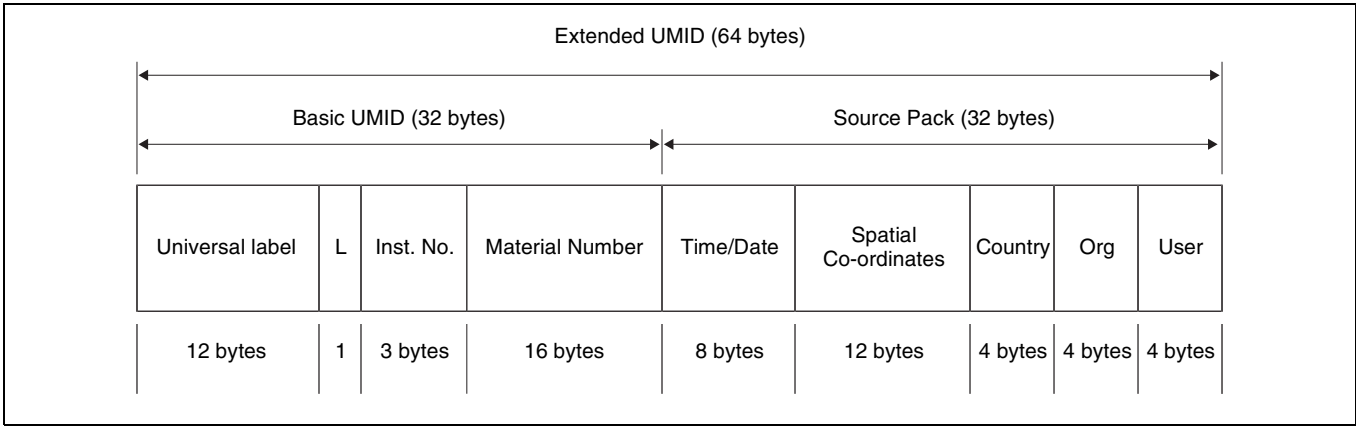 Extended UMID (64 bytes)
Basic UMID (32 bytes)
Source Pack (32 bytes)
Universal label
L
Inst. No.
Material Number
Time/Date
Spatial
Co-ordinates
Country
Org
User
12 bytes
1
3 bytes
16 bytes
8 bytes
12 bytes
4 bytes
4 bytes
4 bytes